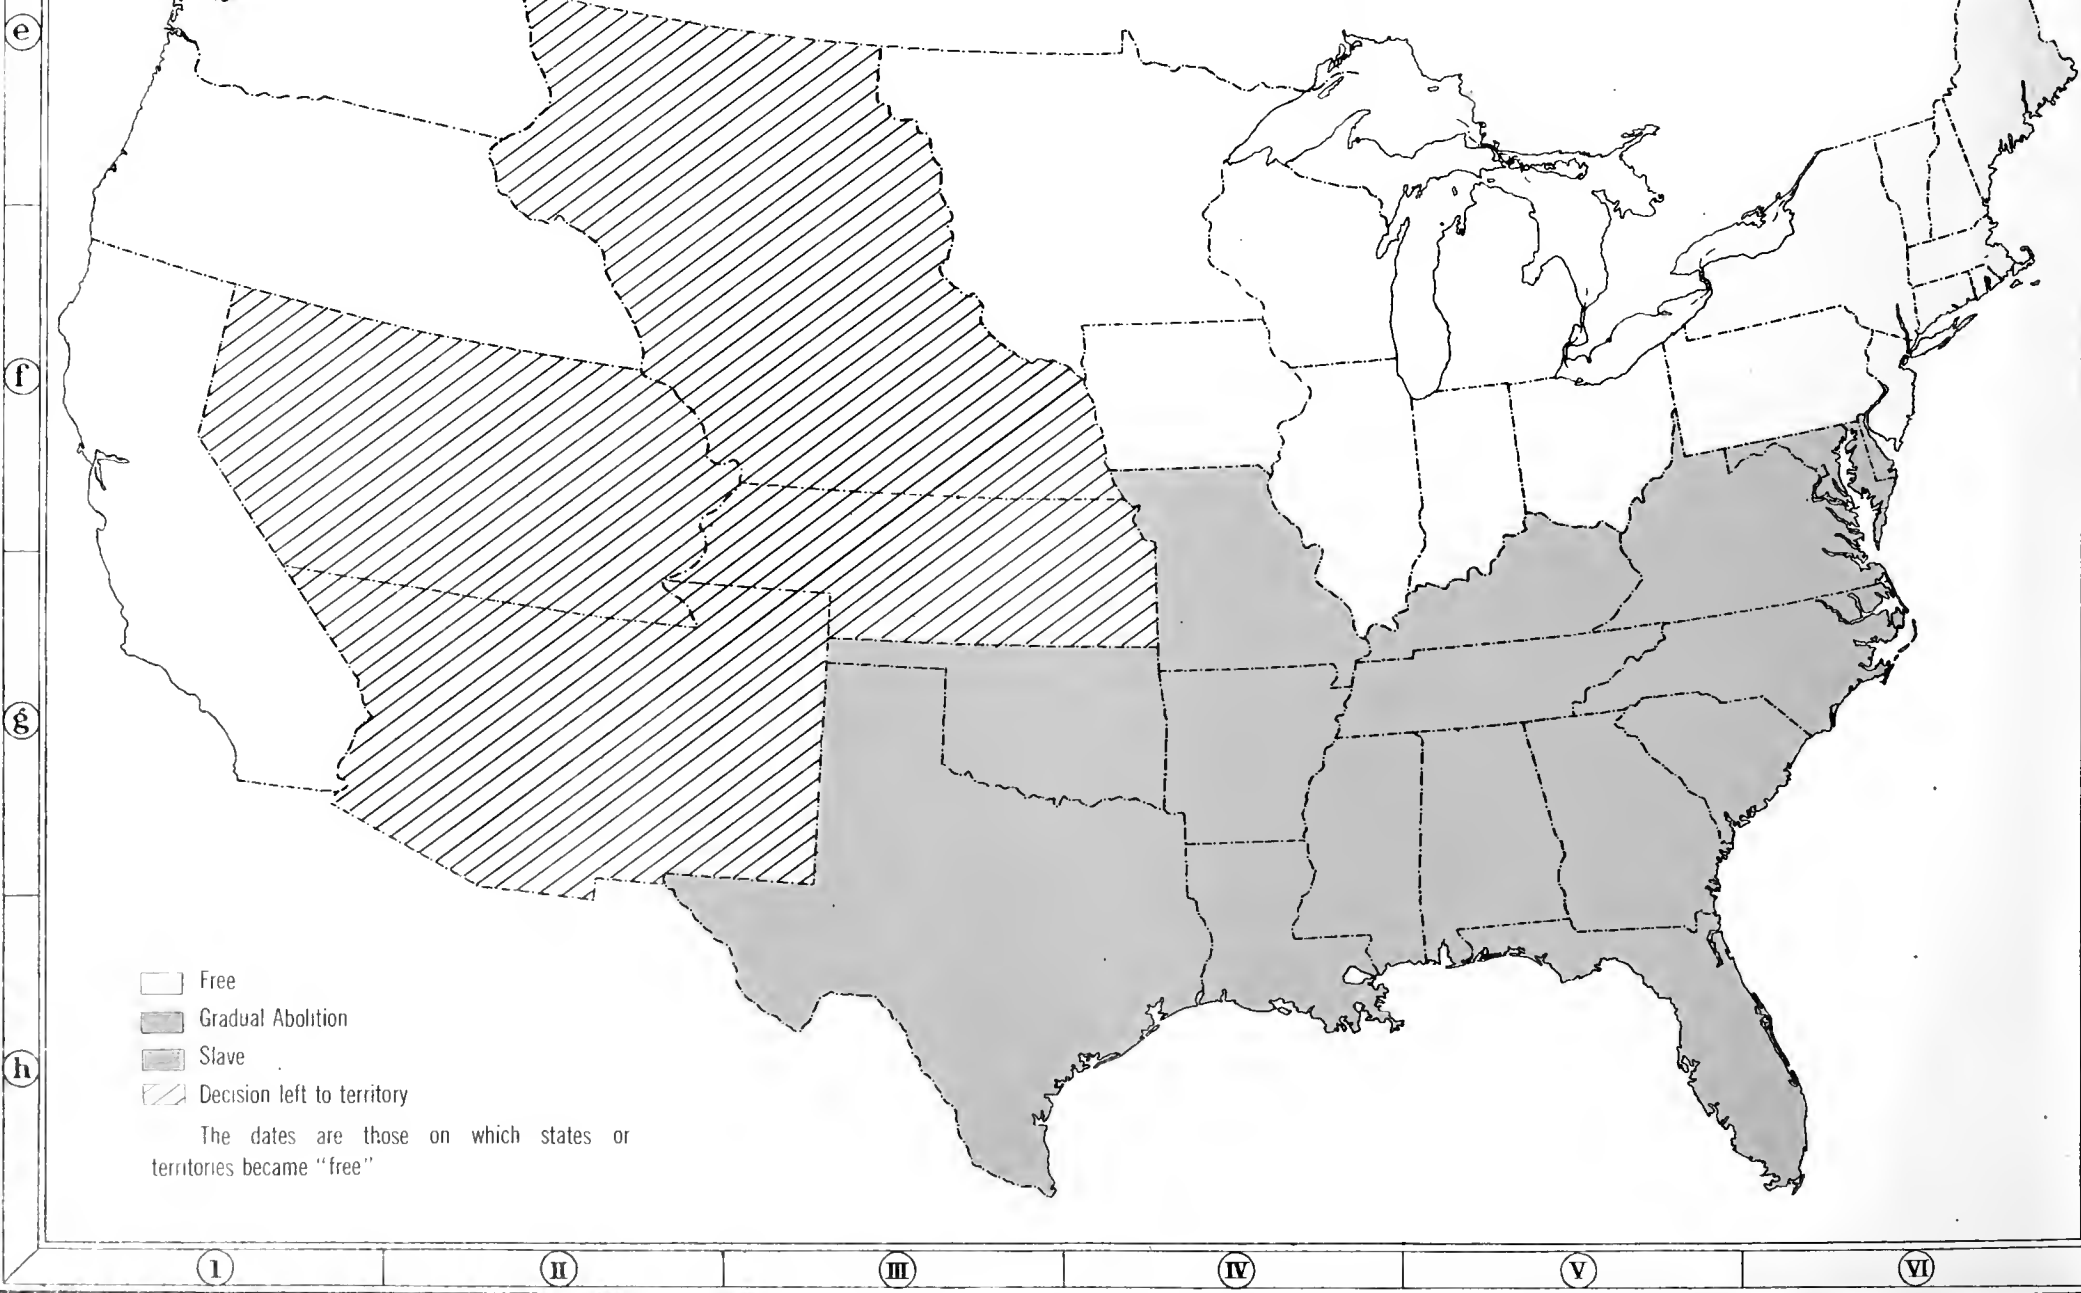 e
f
g
h
Free
Gradual Abolition
Slave
Decision left to territory
The dates are those on which states or
territories became "free"
I II III IV V VI